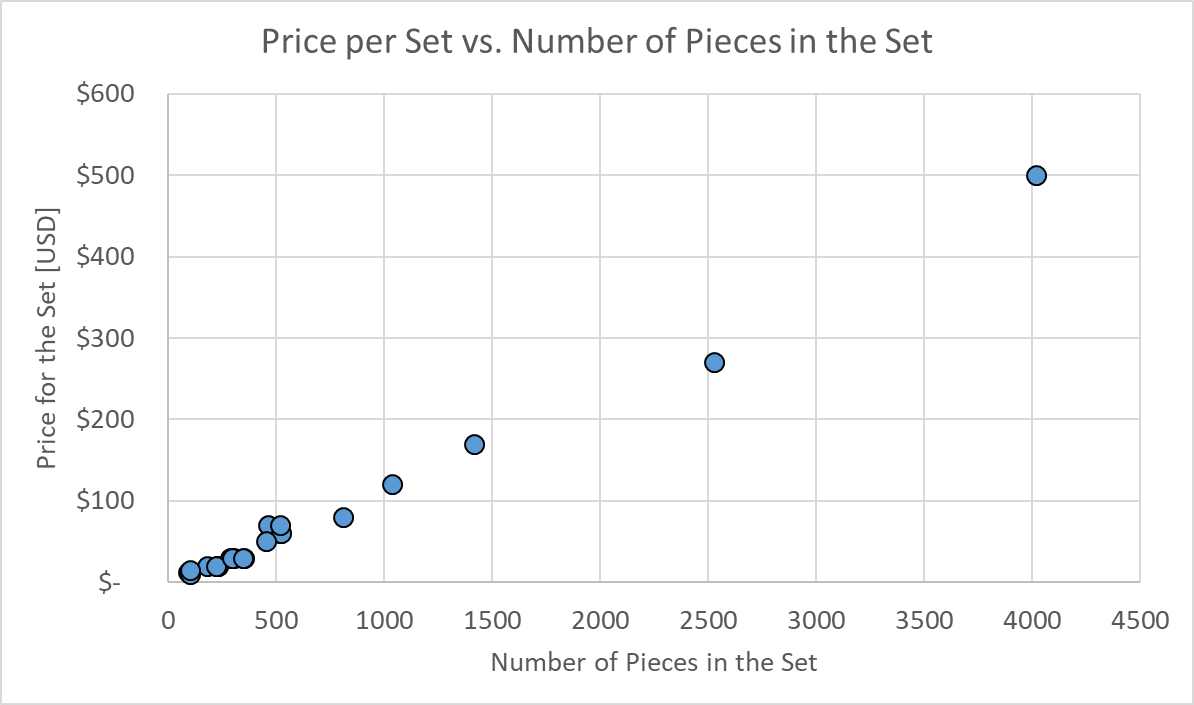 Price per Set vs. Number of Pieces in the Set
$600
$500
$400
$300
$200
$100
$-
Price for the Set [USD]
0 500 1000 1500 2000 2500 3000 3500 4000 4500
Number of Pieces in the Set